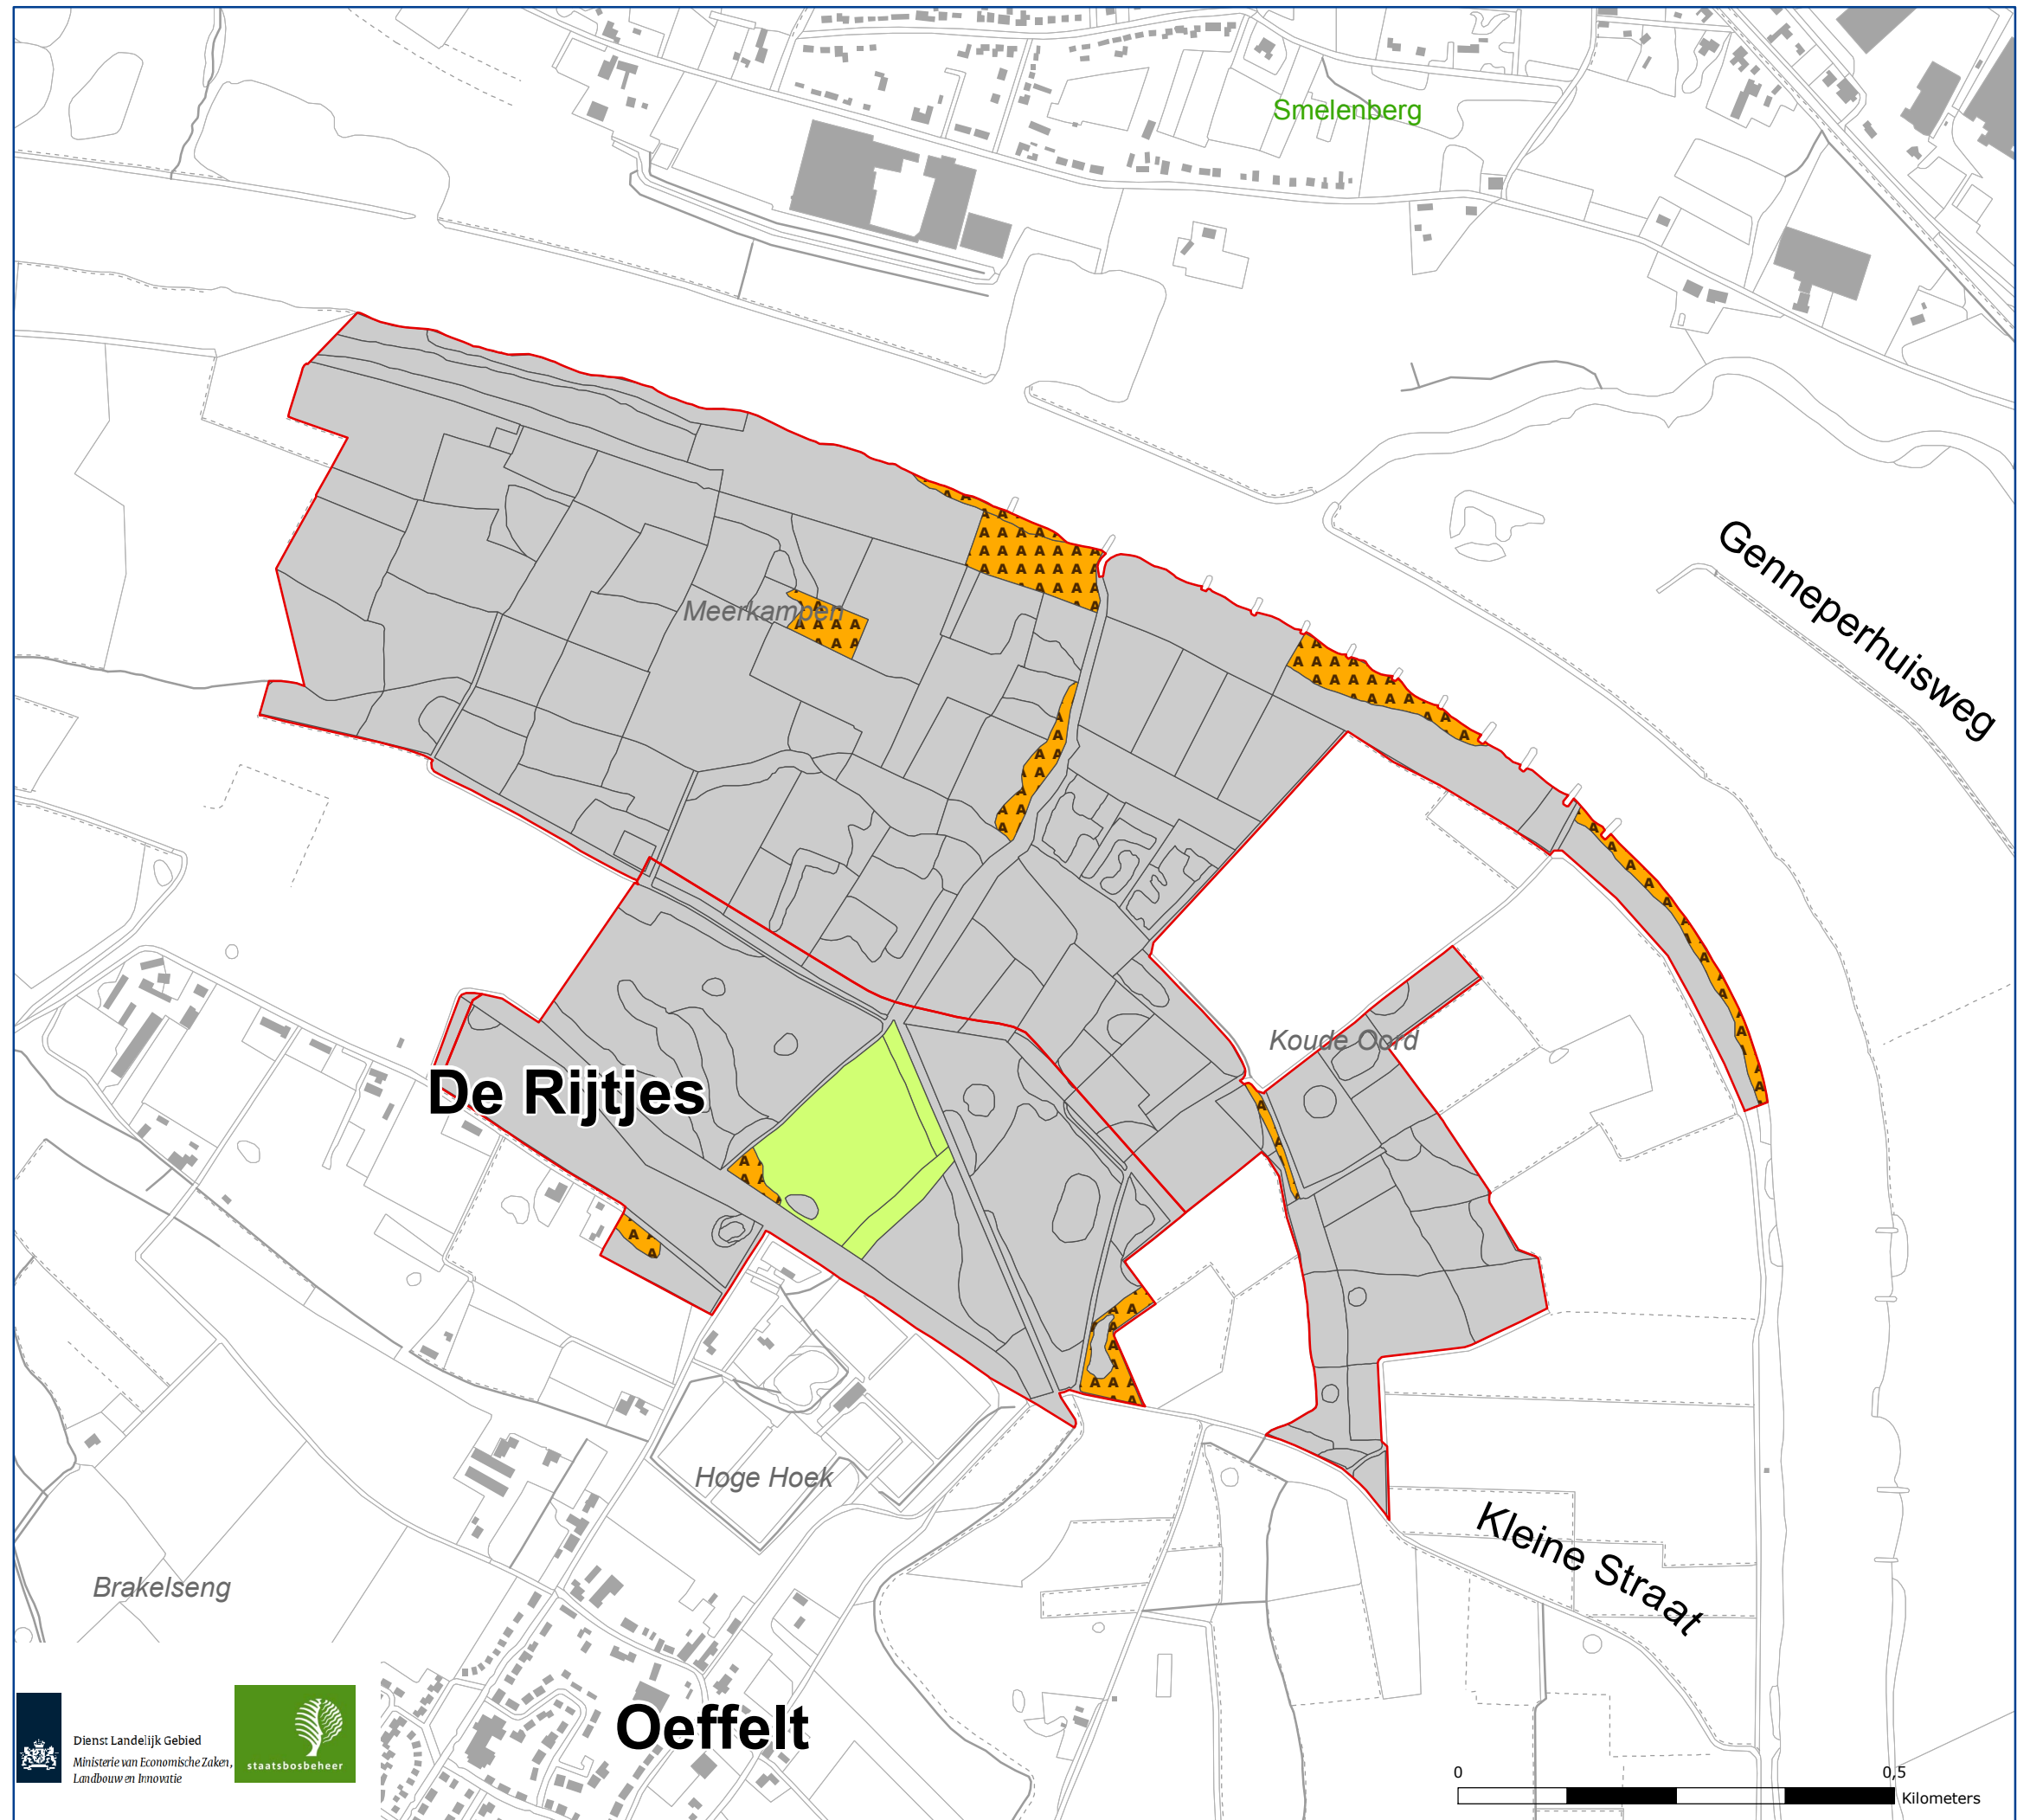 Smelenberg
Genneperhuisweg
Meerkampen
Koude Oord
De Rijtjes
Hoge Hoek
Kleine Straat
Brakelseng
Oeffelt
Dienst Landelijk Gebied
Ministerie van Economische Zaken,
Landbouw en Innovatie
staatsbosbeheer
0 0,5
Kilometers